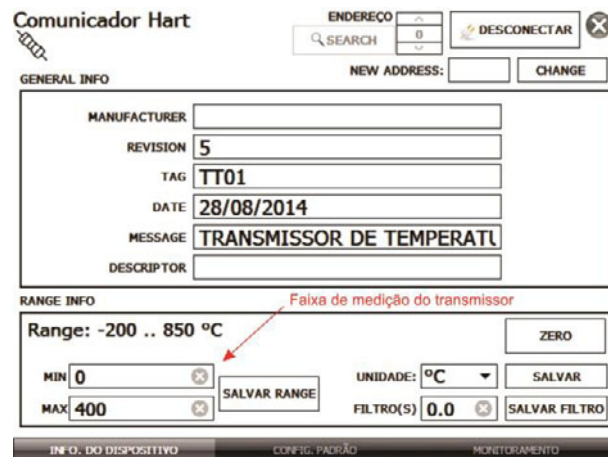 Comunicador Hart
ENDEREÇO
SEARCH
0
DESCONECTAR
GENERAL INFO
NEW ADDRESS:
CHANGE
MANUFACTURER
REVISION 5
TAG TT01
DATE 28/08/2014
MESSAGE TRANSMISSOR DE TEMPERATU
DESCRIPTOR
RANGE INFO
Faixa de medição do transmissor
Range: -200 .. 850 ºC
ZERO
MIN 0
SALVAR RANGE
UNIDADE: ºC
SALVAR
MAX 400
FILTRO(S) 0.0
SALVAR FILTRO
INFO. DO DISPOSITIVO
CONFIG. PADRÃO
MONITORAMENTO